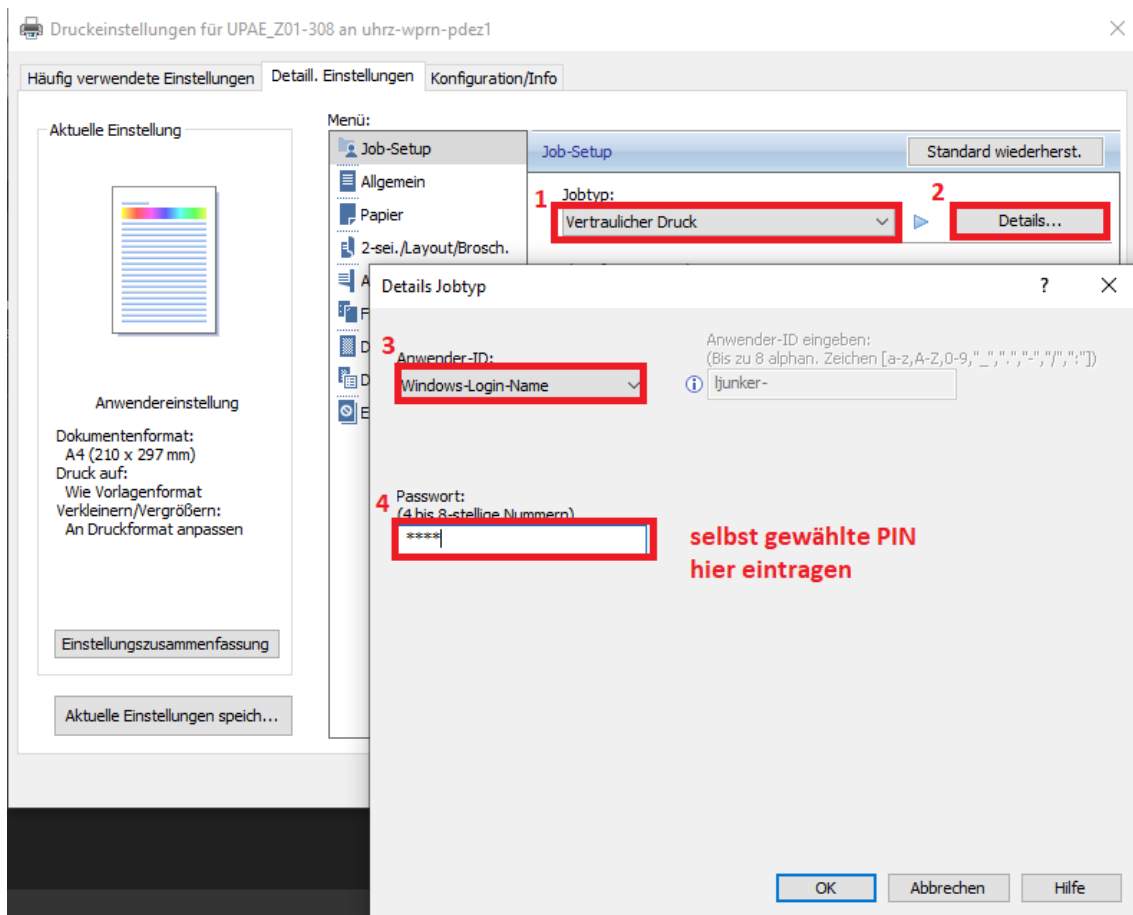 Druckeinstellungen für UPAE_Z01-308 an uhrz-wprn-pdez1
Häufig verwendete Einstellungen
Detaill. Einstellungen
Konfiguration/Info
Aktuelle Einstellung
Anwendereinstellung
Dokumentenformat:
A4 (210 x 297 mm)
Druck auf:
Wie Vorlagenformat
Verkleinern/Vergrößern:
An Druckformat anpassen
Einstellungszusammenfassung
Aktuelle Einstellungen speich...
Menü:
Job-Setup
Allgemein
Papier
2-sei./Layout/Brosch.
A
F
D
D
E
Job-Setup
Standard wiederherst.
Jobtyp:
1
Vertraulicher Druck
2
Details...
Details Jobtyp
?
3
Anwender-ID:
Windows-Login-Name
Anwender-ID eingeben:
(Bis zu 8 alphan. Zeichen [a-z,A-Z,0-9,"_",".","-","/",":"])
ljunker-
4
Passwort:
(4 bis 8-stellige Nummern)
****
selbst gewählte PIN
hier eintragen
OK
Abbrechen
Hilfe